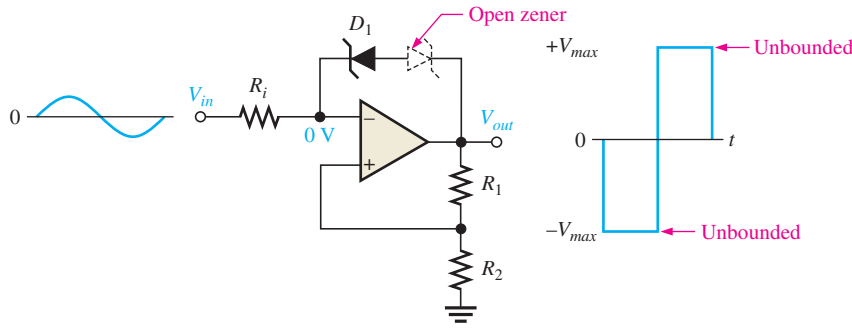 D₁
Open zener
+Vmax
Unbounded
Rᵢ
Vin
0
−
0 V
Vout
0
t
+
R₁
−Vmax
Unbounded
R₂